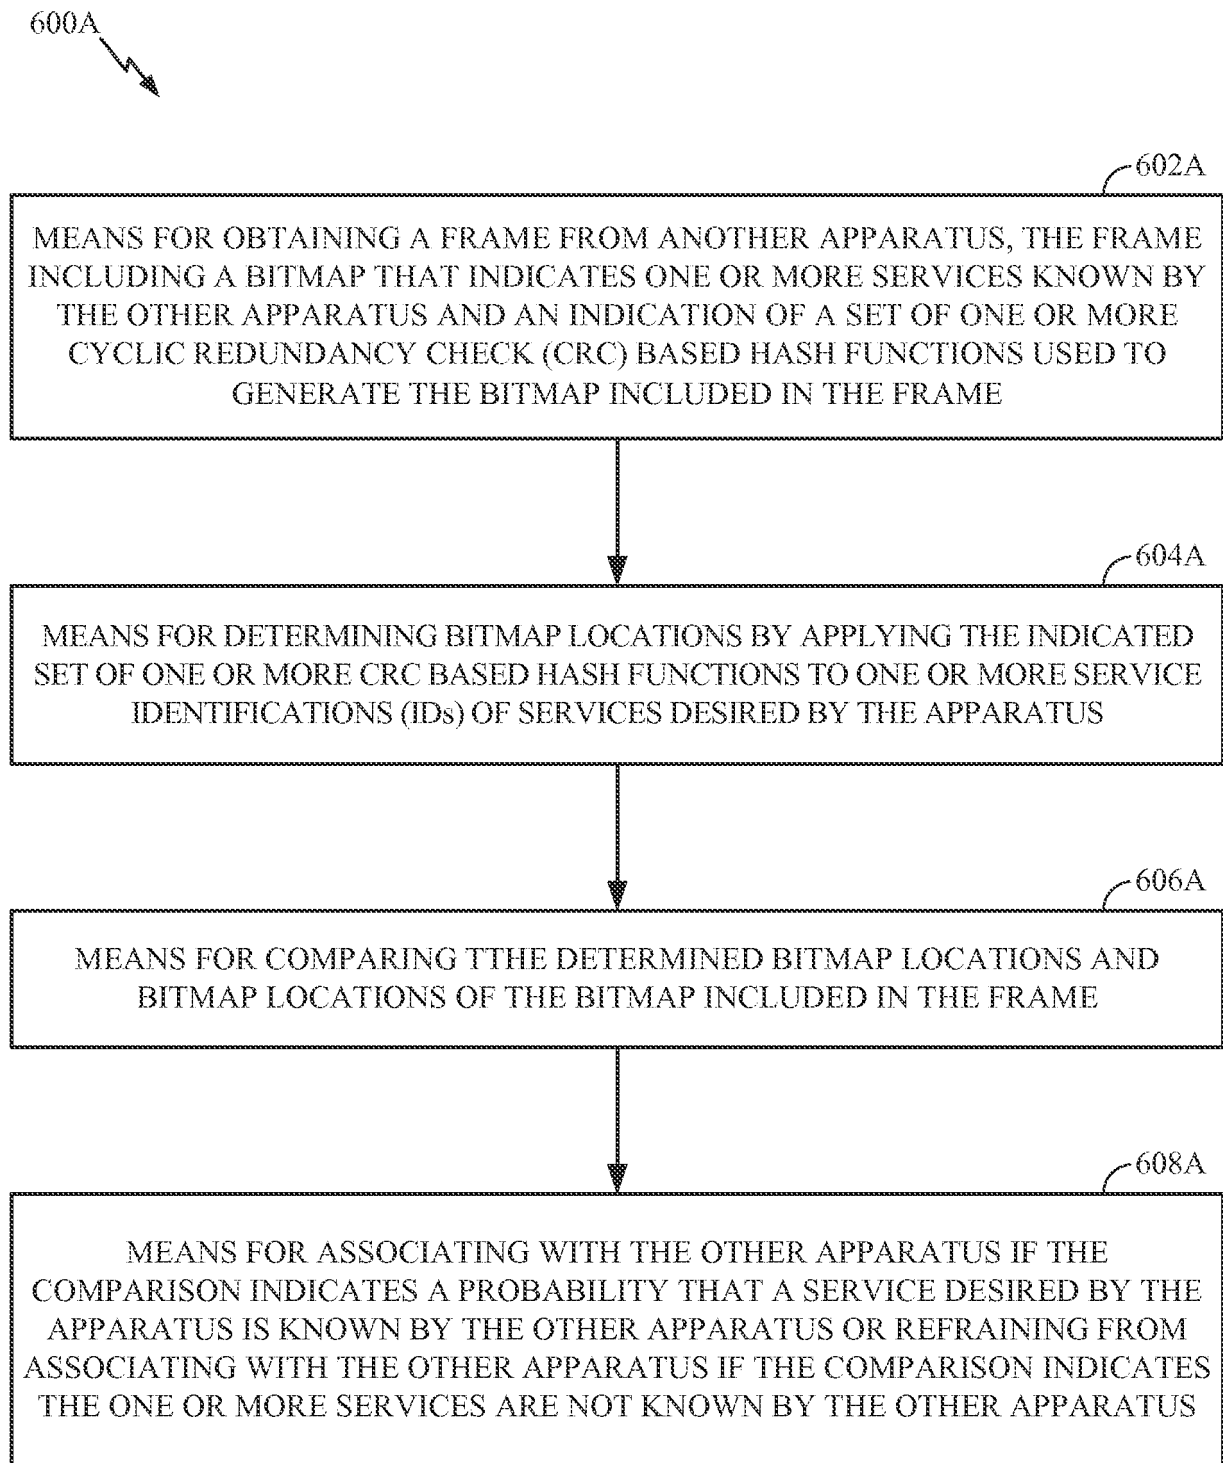 600A
602A
MEANS FOR OBTAINING A FRAME FROM ANOTHER APPARATUS, THE FRAME
INCLUDING A BITMAP THAT INDICATES ONE OR MORE SERVICES KNOWN BY
THE OTHER APPARATUS AND AN INDICATION OF A SET OF ONE OR MORE
CYCLIC REDUNDANCY CHECK (CRC) BASED HASH FUNCTIONS USED TO
GENERATE THE BITMAP INCLUDED IN THE FRAME
604A
MEANS FOR DETERMINING BITMAP LOCATIONS BY APPLYING THE INDICATED
SET OF ONE OR MORE CRC BASED HASH FUNCTIONS TO ONE OR MORE SERVICE
IDENTIFICATIONS (IDs) OF SERVICES DESIRED BY THE APPARATUS
606A
MEANS FOR COMPARING TTHE DETERMINED BITMAP LOCATIONS AND
BITMAP LOCATIONS OF THE BITMAP INCLUDED IN THE FRAME
608A
MEANS FOR ASSOCIATING WITH THE OTHER APPARATUS IF THE
COMPARISON INDICATES A PROBABILITY THAT A SERVICE DESIRED BY THE
APPARATUS IS KNOWN BY THE OTHER APPARATUS OR REFRAINING FROM
ASSOCIATING WITH THE OTHER APPARATUS IF THE COMPARISON INDICATES
THE ONE OR MORE SERVICES ARE NOT KNOWN BY THE OTHER APPARATUS